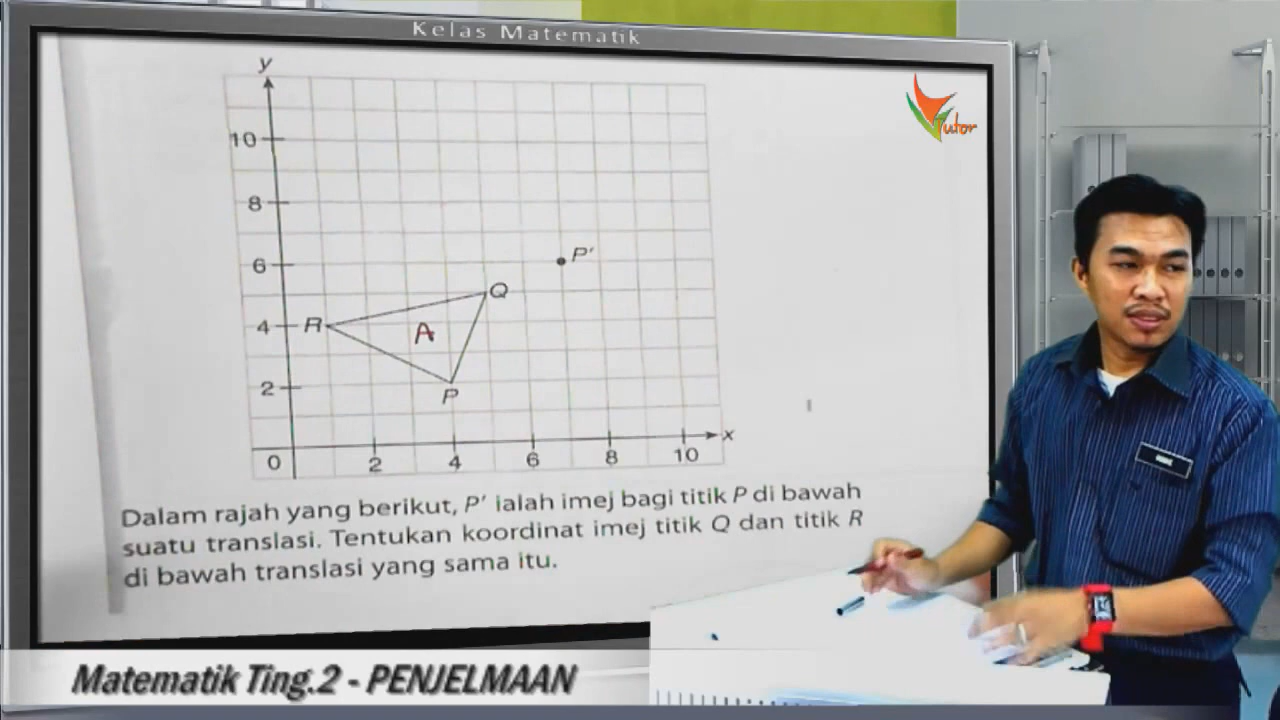 Kelas Matematik
Tutor
y
10
8
6
4
2
0
2
4
6
8
10
x
P'
Q
R
A
P
Dalam rajah yang berikut, P' ialah imej bagi titik P di bawah
suatu translasi. Tentukan koordinat imej titik Q dan titik R
di bawah translasi yang sama itu.
Matematik Ting.2 - PENJELMAAN